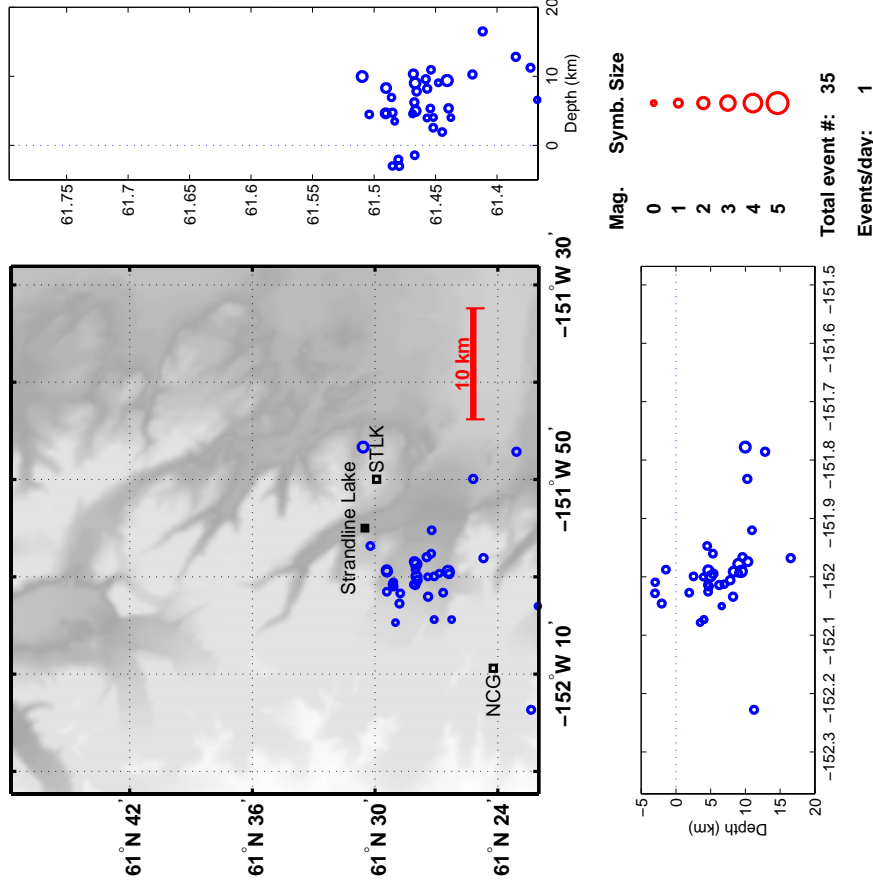 20
10
0
Depth (km)
61.75
61.7
61.65
61.6
61.55
61.5
61.45
61.4
Mag. Symb. Size
0
1
2
3
4
5
Total event #: 35
Events/day: 1
61°N 42'
61°N 36'
61°N 30'
61°N 24'
-151°W 30'
-151°W 50'
-152°W 10'
Strandline Lake
STLK
NCG
10 km
-5
0
5
10
15
20
Depth (km)
-152.3
-152.2
-152.1
-152
-151.9
-151.8
-151.7
-151.6
-151.5